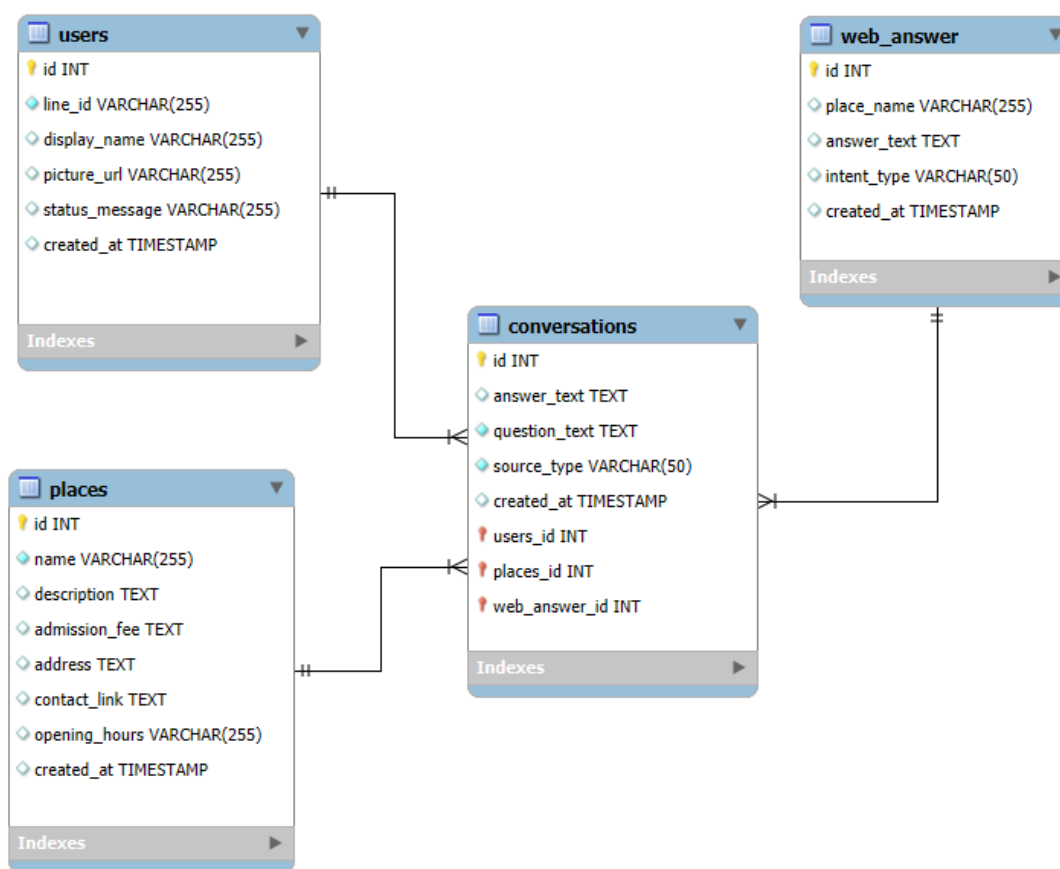 users
id INT
line_id VARCHAR(255)
display_name VARCHAR(255)
picture_url VARCHAR(255)
status_message VARCHAR(255)
created_at TIMESTAMP
Indexes
web_answer
id INT
place_name VARCHAR(255)
answer_text TEXT
intent_type VARCHAR(50)
created_at TIMESTAMP
Indexes
conversations
id INT
answer_text TEXT
question_text TEXT
source_type VARCHAR(50)
created_at TIMESTAMP
users_id INT
places_id INT
web_answer_id INT
Indexes
places
id INT
name VARCHAR(255)
description TEXT
admission_fee TEXT
address TEXT
contact_link TEXT
opening_hours VARCHAR(255)
created_at TIMESTAMP
Indexes